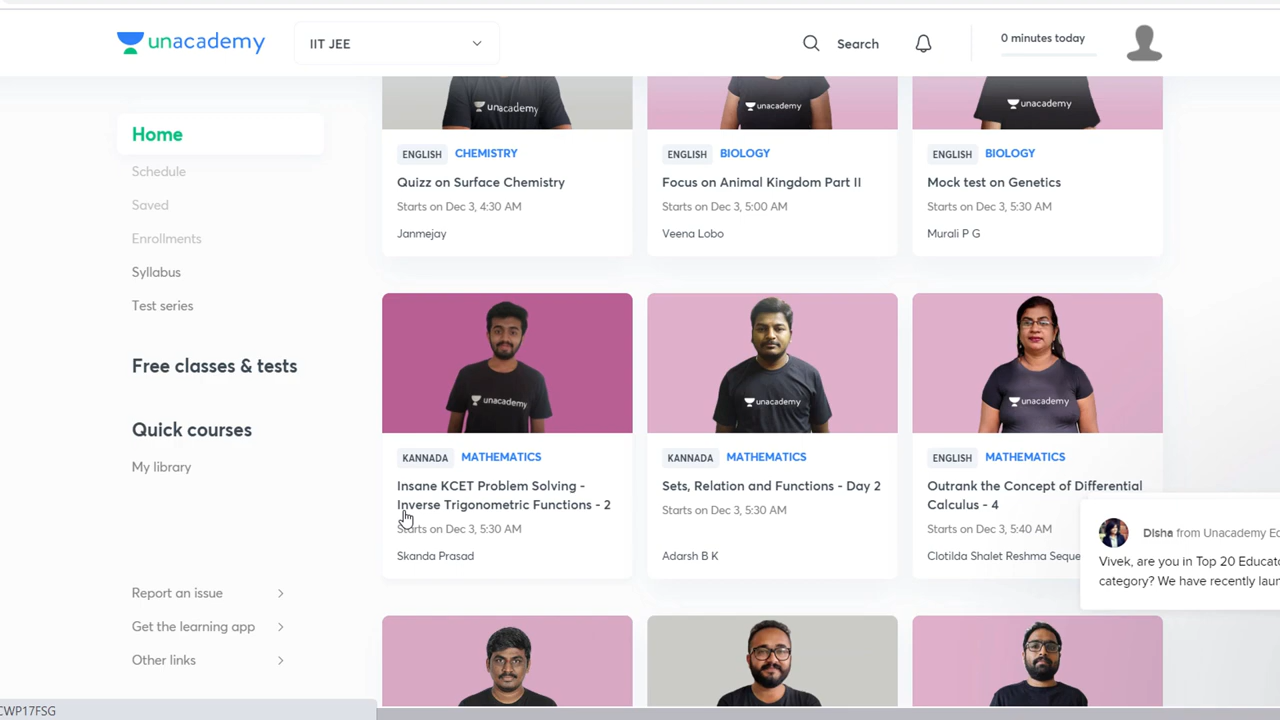 unacademy
IIT JEE
Search
0 minutes today
Home
Schedule
Saved
Enrollments
Syllabus
Test series
Free classes & tests
Quick courses
My library
Report an issue
Get the learning app
Other links
unacademy
unacademy
unacademy
ENGLISH CHEMISTRY
Quizz on Surface Chemistry
Starts on Dec 3, 4:30 AM
Janmejay
ENGLISH BIOLOGY
Focus on Animal Kingdom Part II
Starts on Dec 3, 5:00 AM
Veena Lobo
ENGLISH BIOLOGY
Mock test on Genetics
Starts on Dec 3, 5:30 AM
Murali P G
unacademy
unacademy
unacademy
KANNADA MATHEMATICS
Insane KCET Problem Solving -
Inverse Trigonometric Functions - 2
Starts on Dec 3, 5:30 AM
Skanda Prasad
KANNADA MATHEMATICS
Sets, Relation and Functions - Day 2
Starts on Dec 3, 5:30 AM
Adarsh B K
ENGLISH MATHEMATICS
Outrank the Concept of Differential
Calculus - 4
Starts on Dec 3, 5:40 AM
Clotilda Shalet Reshma Seque
Disha from Unacademy Ed
Vivek, are you in Top 20 Educato
category? We have recently laun
CWP17FSG